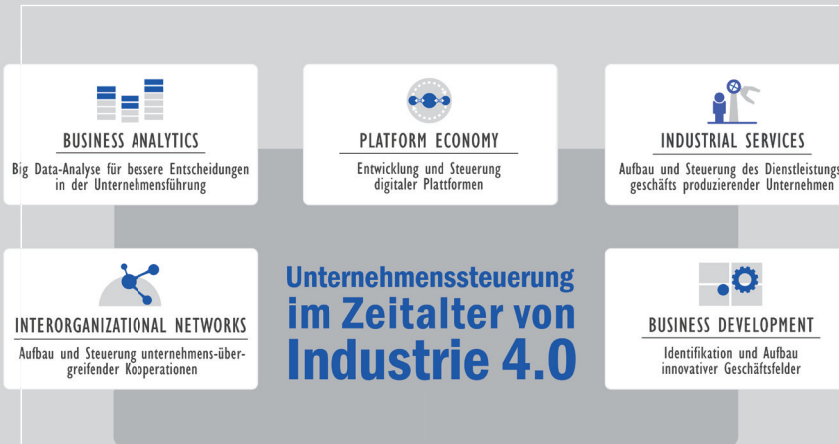 BUSINESS ANALYTICS
Big Data-Analyse für bessere Entscheidungen
in der Unternehmensführung
PLATFORM ECONOMY
Entwicklung und Steuerung
digitaler Plattformen
INDUSTRIAL SERVICES
Aufbau und Steuerung des Dienstleistungs
geschäfts produzierender Unternehmen
INTERORGANIZATIONAL NETWORKS
Aufbau und Steuerung unternehmens-über-
greifender Kooperationen
Unternehmenssteuerung
im Zeitalter von
Industrie 4.0
BUSINESS DEVELOPMENT
Identifikation und Aufbau
innovativer Geschäftsfelder